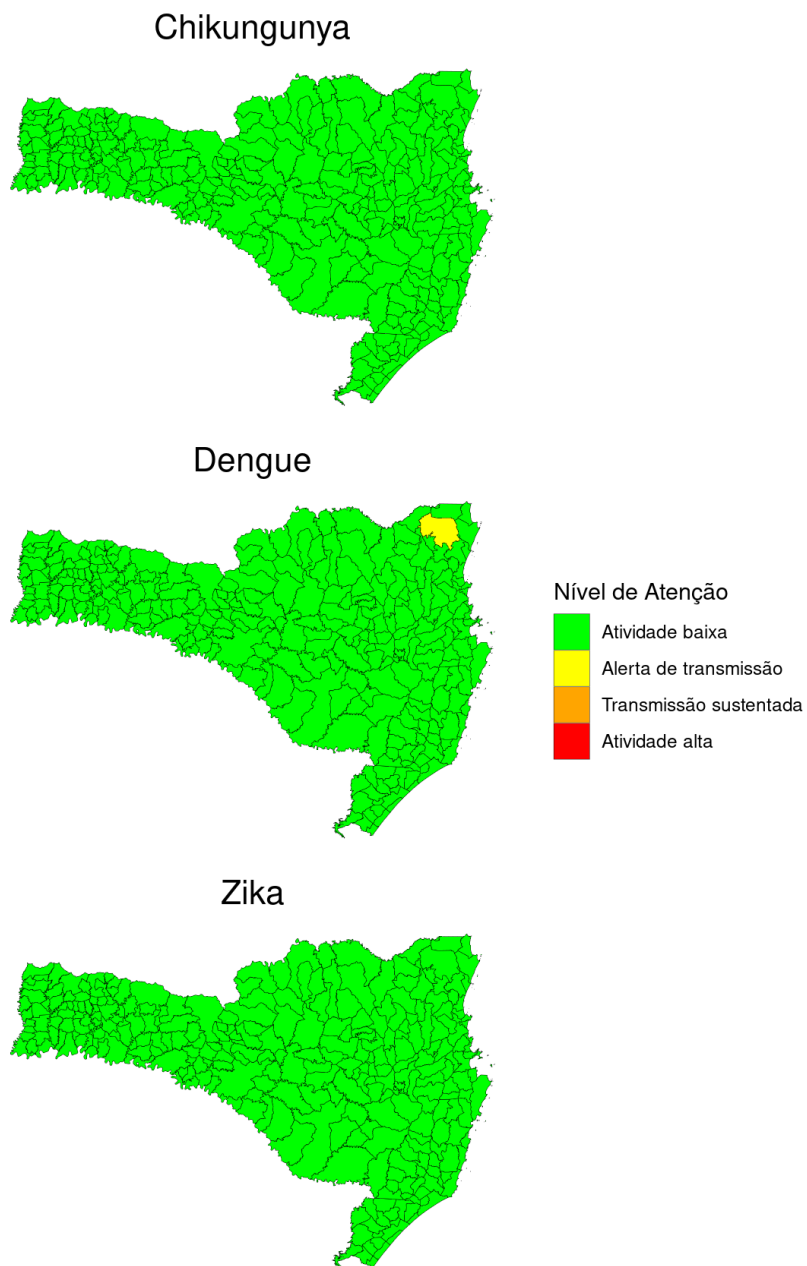 Chikungunya
Dengue
Nível de Atenção
Atividade baixa
Alerta de transmissão
Transmissão sustentada
Atividade alta
Zika